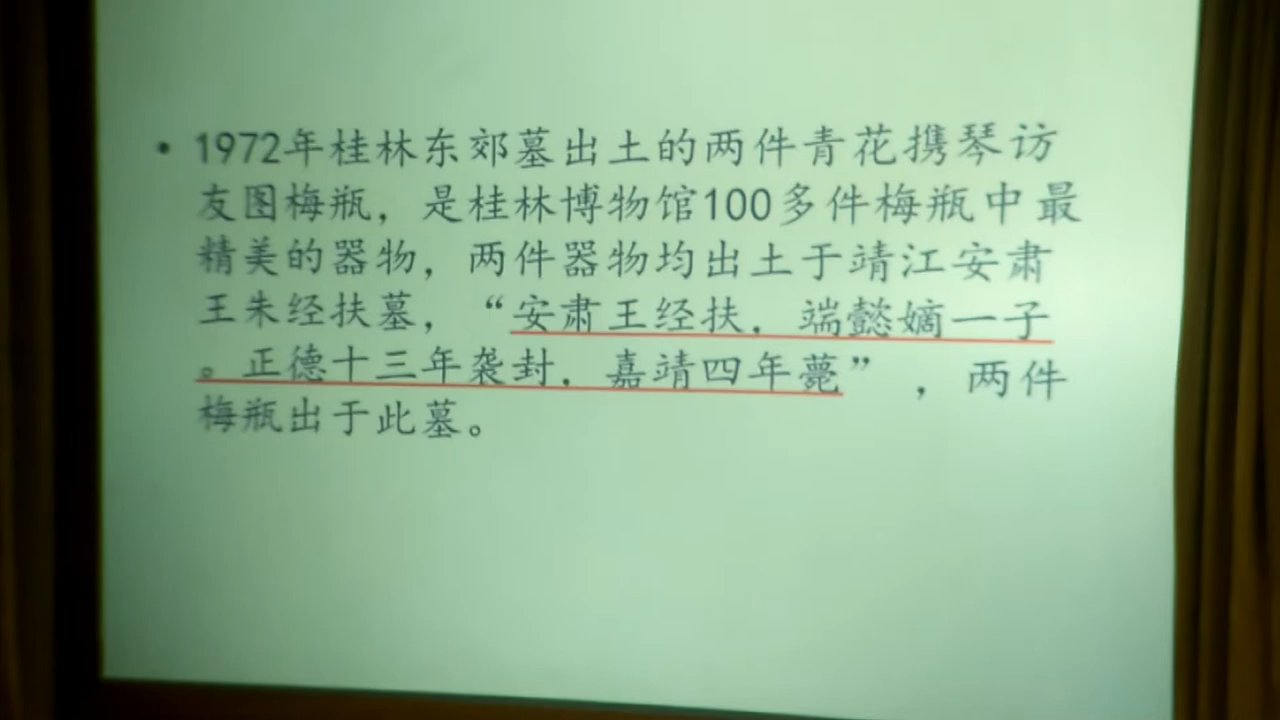 • 1972年桂林东郊墓出土的两件青花携琴访
友图梅瓶，是桂林博物馆100多件梅瓶中最
精美的器物，两件器物均出土于靖江安肃
王朱经扶墓，“安肃王经扶．端懿嫡一子
。正德十三年袭封．嘉靖四年薨”，两件
梅瓶出于此墓。